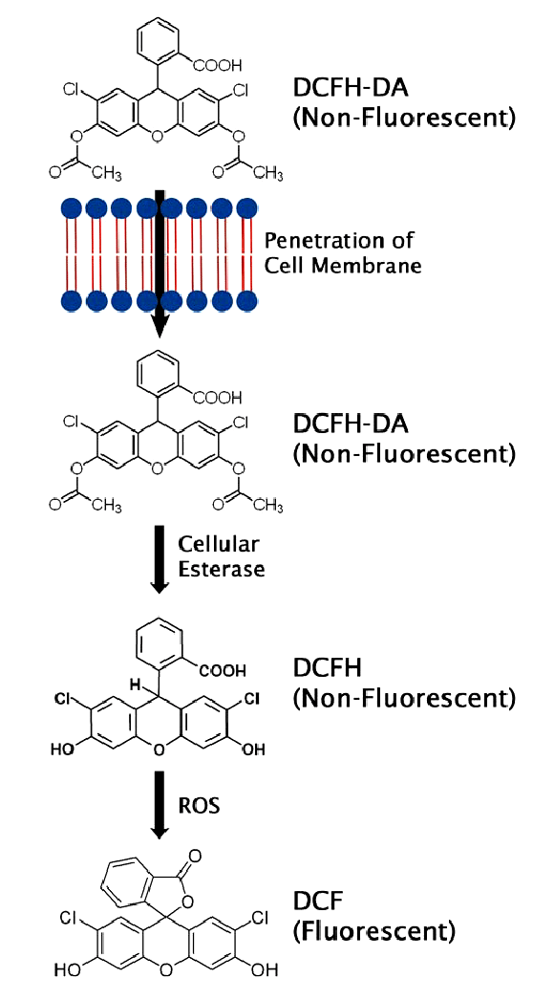 COOH
Cl
Cl
DCFH-DA
(Non-Fluorescent)
O
O
O
O
CH3
O
CH3
Penetration of
Cell Membrane
COOH
Cl
Cl
DCFH-DA
(Non-Fluorescent)
O
O
O
O
CH3
O
CH3
Cellular
Esterase
COOH
H
Cl
Cl
DCFH
(Non-Fluorescent)
HO
O
OH
ROS
O
O
Cl
Cl
DCF
(Fluorescent)
HO
O
OH